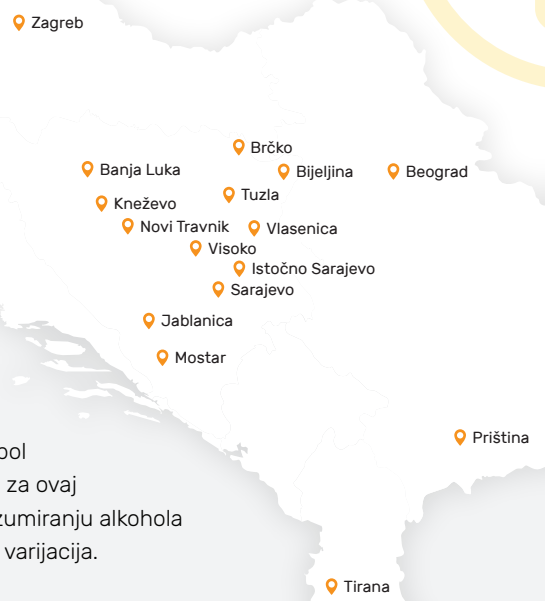 Zagreb
Brčko
Banja Luka
Bijeljina
Beograd
Tuzla
Kneževo
Novi Travnik
Vlasenica
Visoko
Istočno Sarajevo
Sarajevo
Jablanica
Mostar
Priština
za ovaj
alkohola
varijacija.
Tirana